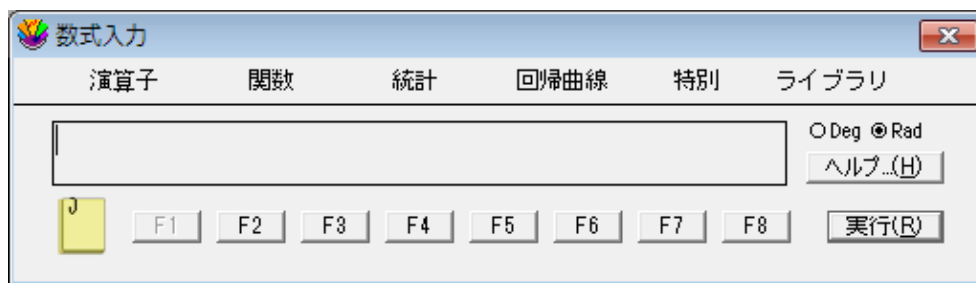 数式入力
演算子 関数 統計 回帰曲線 特別 ライブラリ
Deg Rad
ヘルプ...(H)
F1 F2 F3 F4 F5 F6 F7 F8 実行(R)